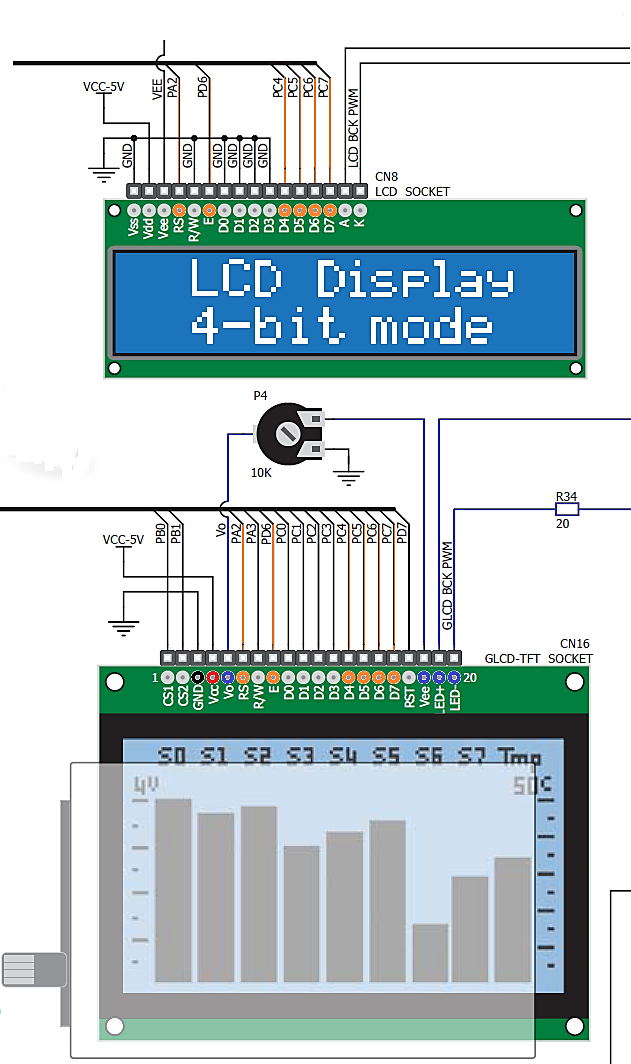 VCC-5V
VEE
PA2
PD6
PC4
PC5
PC6
PC7
LCD BCK PWM
GND
GND
GND
GND
GND
GND
CN8
LCD SOCKET
Vss
Vdd
Vee
RS
R/W
E
D0
D1
D2
D3
D4
D5
D6
D7
A
K
LCD Display
4-bit mode
P4
10K
R34
20
VCC-5V
PB0
PB1
Vo
PA2
PA3
PD6
PC0
PC1
PC2
PC3
PC4
PC5
PC6
PC7
PD7
GLCD BCK PWM
CN16
GLCD-TFT SOCKET
1
20
CS1
CS2
GND
Vcc
Vo
RS
R/W
E
D0
D1
D2
D3
D4
D5
D6
D7
RST
Vee
LED+
LED-
S0 S1 S2 S3 S4 S5 S6 S7 Tmp
4V 50C